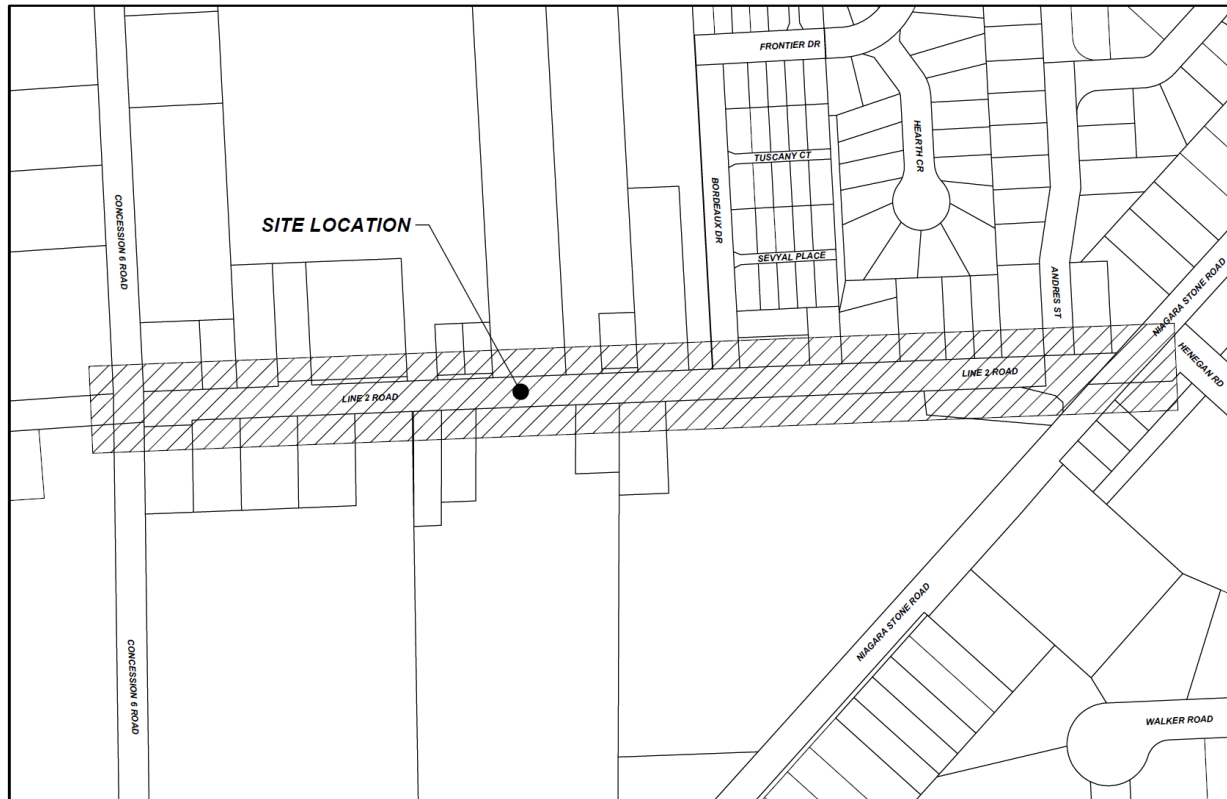 FRONTIER DR
HEARTH CR
TUSCANY CT
BORDEAUX DR
CONCESSION 6 ROAD
SITE LOCATION
SEVYAL PLACE
ANDRES ST
NIAGARA STONE ROAD
HENEGAN RD
LINE 2 ROAD
LINE 2 ROAD
NIAGARA STONE ROAD
CONCESSION 6 ROAD
WALKER ROAD